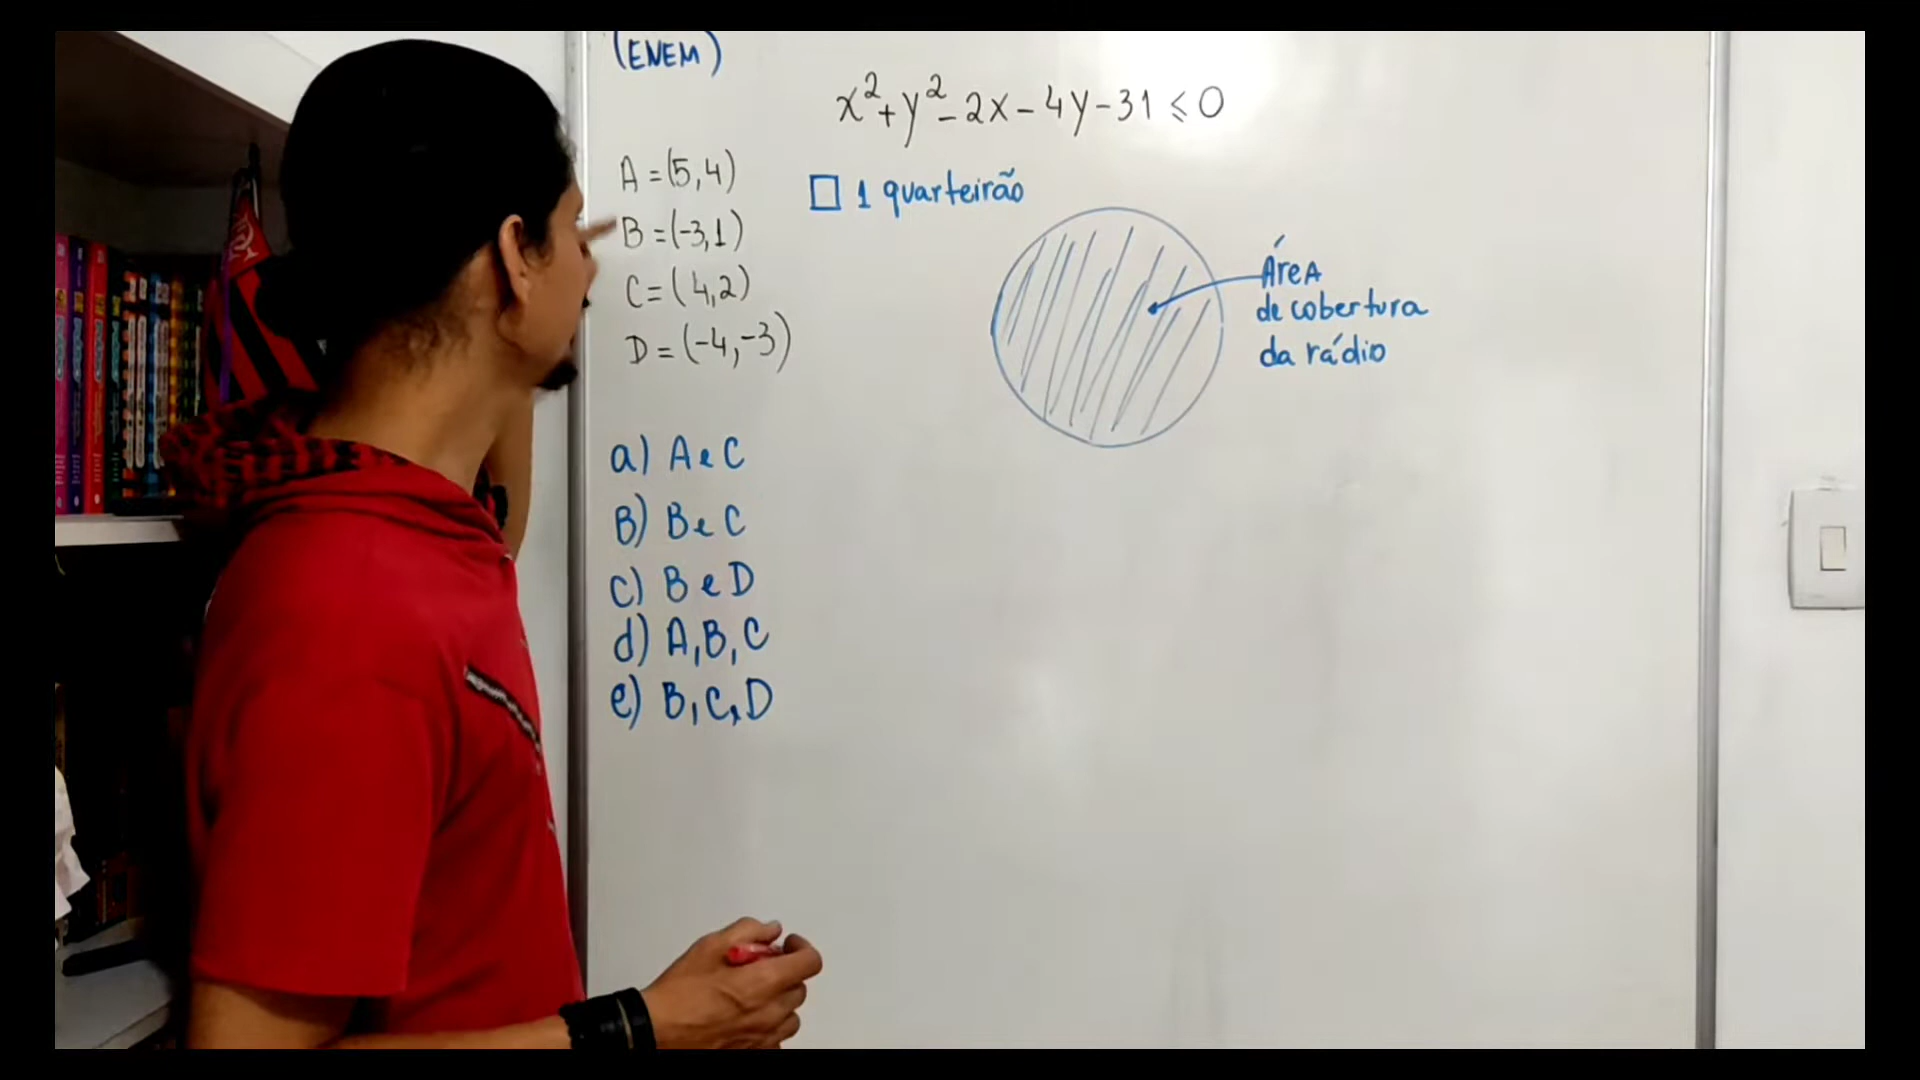 (ENEM)
x²+y²-2x-4y-31⩽0
A=(5,4)
B=(-3,1)
C=(4,2)
D=(-4,-3)
□ 1 quarteirão
ÁreA
de cobertura
da rádio
a) A e C
B) B e C
c) B e D
d) A,B,C
e) B,C,D